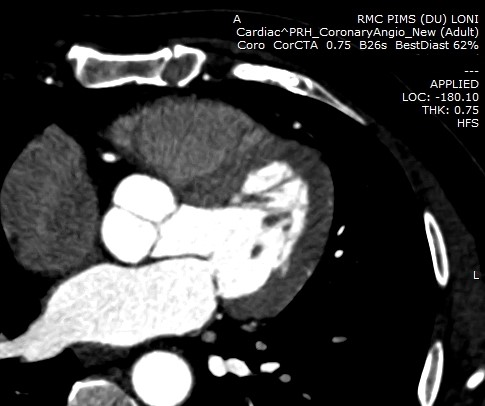 A
RMC PIMS (DU) LONI
Cardiac^PRH_CoronaryAngio_New (Adult)
Coro CorCTA 0.75 B26s BestDiast 62%
---
APPLIED
LOC: -180.10
THK: 0.75
HFS
L